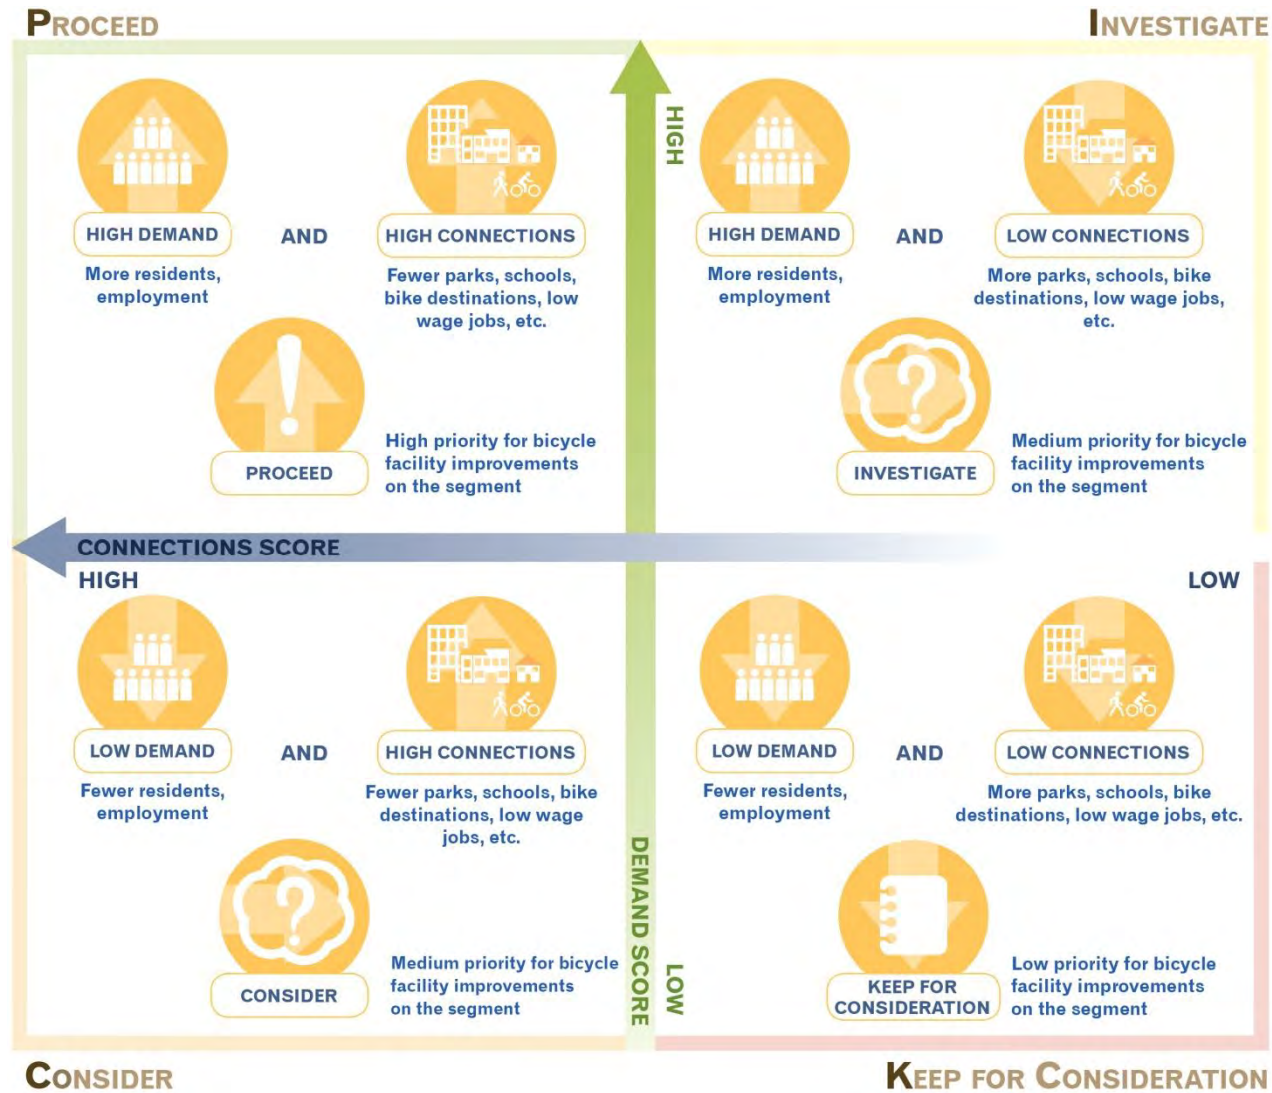 PROCEED
INVESTIGATE
HIGH
HIGH DEMAND
AND
HIGH CONNECTIONS
More residents,
employment
Fewer parks, schools,
bike destinations, low
wage jobs, etc.
PROCEED
High priority for bicycle
facility improvements
on the segment
HIGH DEMAND
AND
LOW CONNECTIONS
More residents,
employment
More parks, schools, bike
destinations, low wage jobs,
etc.
INVESTIGATE
Medium priority for bicycle
facility improvements
on the segment
CONNECTIONS SCORE
HIGH
LOW
LOW DEMAND
AND
HIGH CONNECTIONS
Fewer residents,
employment
Fewer parks, schools, bike
destinations, low wage
jobs, etc.
CONSIDER
Medium priority for bicycle
facility improvements
on the segment
DEMAND SCORE
LOW
LOW DEMAND
AND
LOW CONNECTIONS
Fewer residents,
employment
More parks, schools, bike
destinations, low wage jobs, etc.
KEEP FOR
CONSIDERATION
Low priority for bicycle
facility improvements
on the segment
CONSIDER
KEEP FOR CONSIDERATION